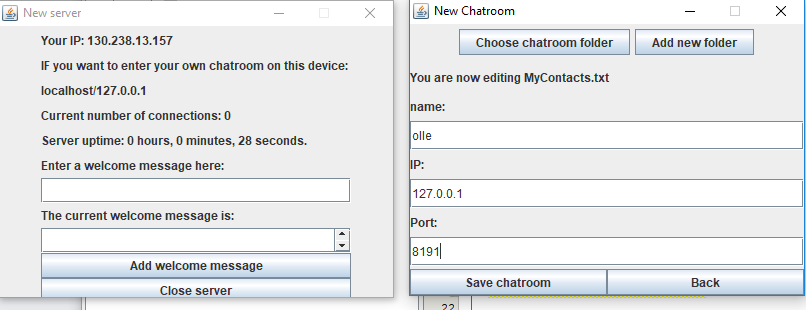 New server
Your IP: 130.238.13.157
IF you want to enter your own chatroom on this device:
localhost/127.0.0.1
Current number of connections: 0
Server uptime: 0 hours, 0 minutes, 28 seconds.
Enter a welcome message here:
The current welcome message is:
Add welcome message
Close server
New Chatroom
Choose chatroom folder
Add new folder
You are now editing MyContacts.txt
name:
olle
IP:
127.0.0.1
Port:
8191
Save chatroom
Back
22